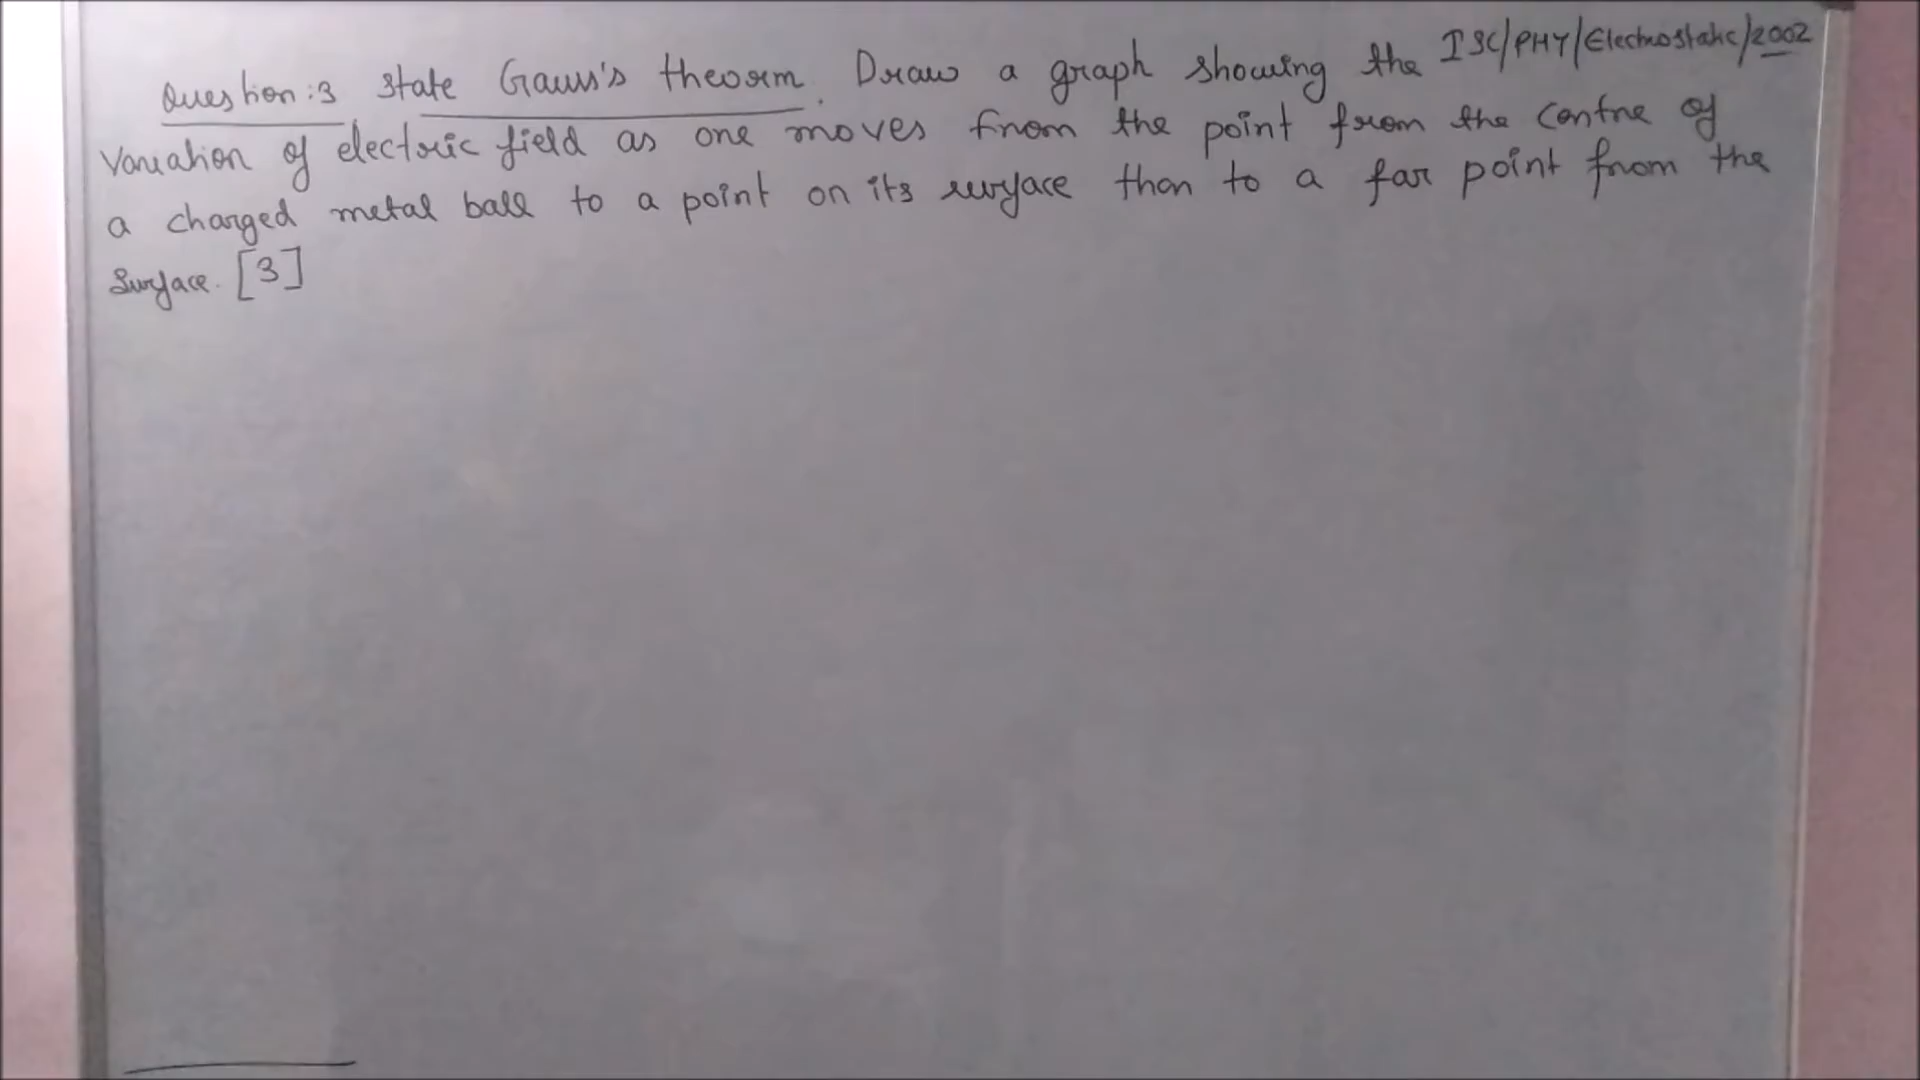 ISC/PHY/Electrostatic/2002
Question:3 State Gauss's theorm. Draw a graph showing the
Variation of electric field as one moves from the point from the centre of
a charged metal ball to a point on its surface than to a far point from the
Surface. [3]